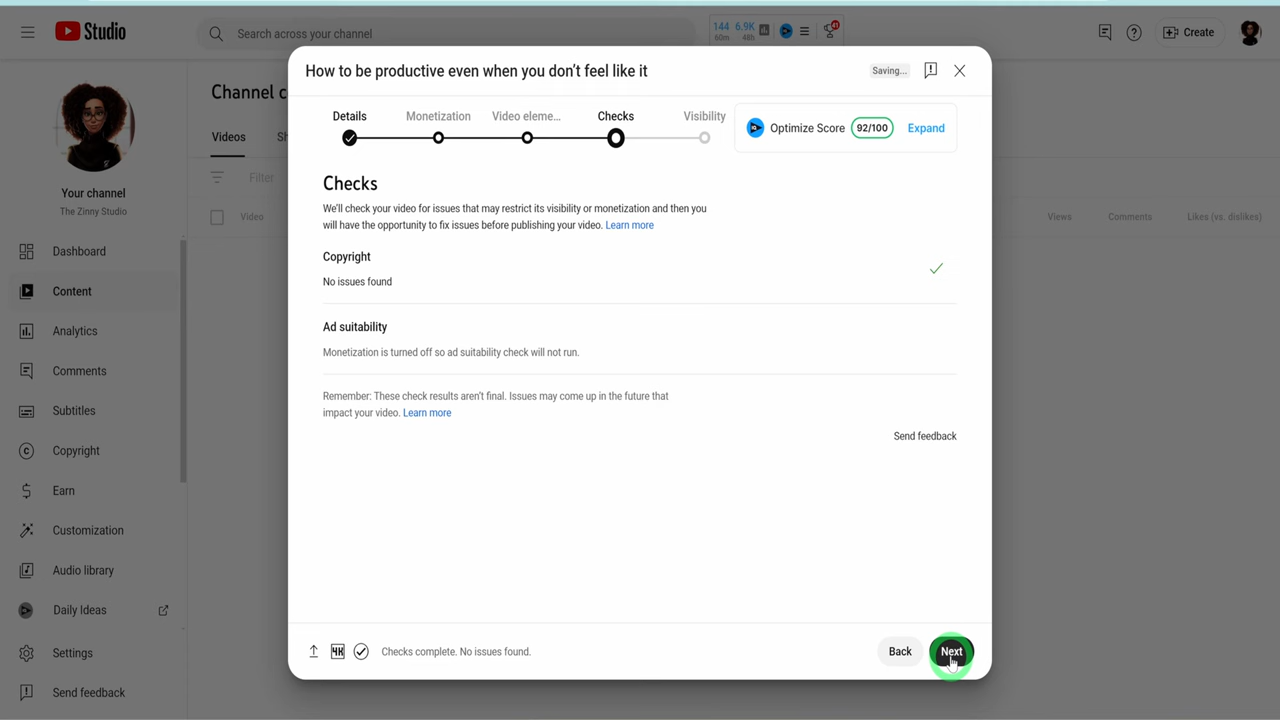 Studio
Search across your channel
144 6.9K
60m 48h
41
Create
How to be productive even when you don't feel like it
Saving...
Details
Monetization
Video eleme...
Checks
Visibility
Optimize Score
92/100
Expand
Checks
We'll check your video for issues that may restrict its visibility or monetization and then you
will have the opportunity to fix issues before publishing your video. Learn more
Copyright
No issues found
Ad suitability
Monetization is turned off so ad suitability check will not run.
Remember: These check results aren't final. Issues may come up in the future that
impact your video. Learn more
Send feedback
4K
Checks complete. No issues found.
Back
Next
Channel c
Videos
Sh
Filter
Video
Views
Comments
Likes (vs. dislikes)
Your channel
The Zinny Studio
Dashboard
Content
Analytics
Comments
Subtitles
Copyright
Earn
Customization
Audio library
Daily Ideas
Settings
Send feedback